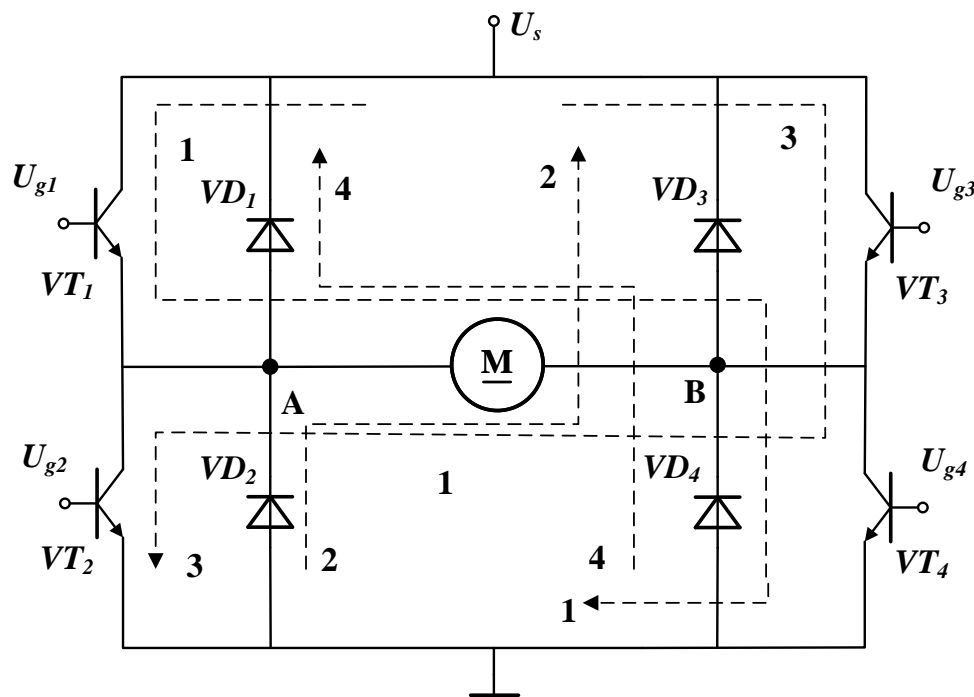 U_s
1
3
U_g1
VD_1
4
2
VD_3
U_g3
VT_1
VT_3
M
A
B
U_g2
VD_2
1
VD_4
U_g4
VT_2
3
2
4
VT_4
1